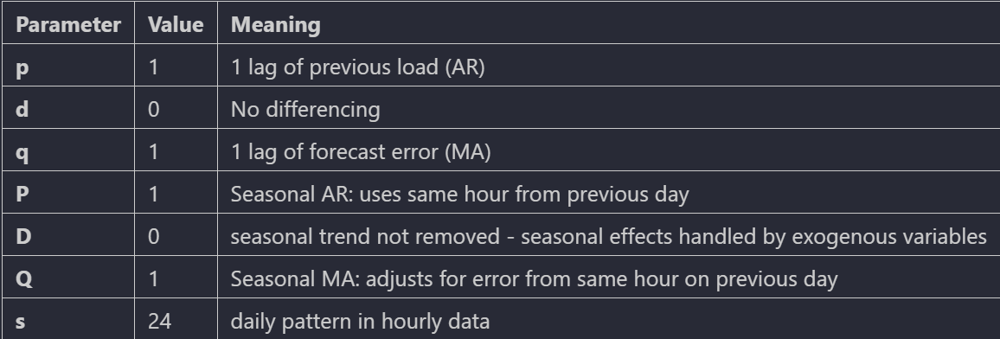 Parameter Value Meaning
p 1 1 lag of previous load (AR)
d 0 No differencing
q 1 1 lag of forecast error (MA)
P 1 Seasonal AR: uses same hour from previous day
D 0 seasonal trend not removed - seasonal effects handled by exogenous variables
Q 1 Seasonal MA: adjusts for error from same hour on previous day
s 24 daily pattern in hourly data